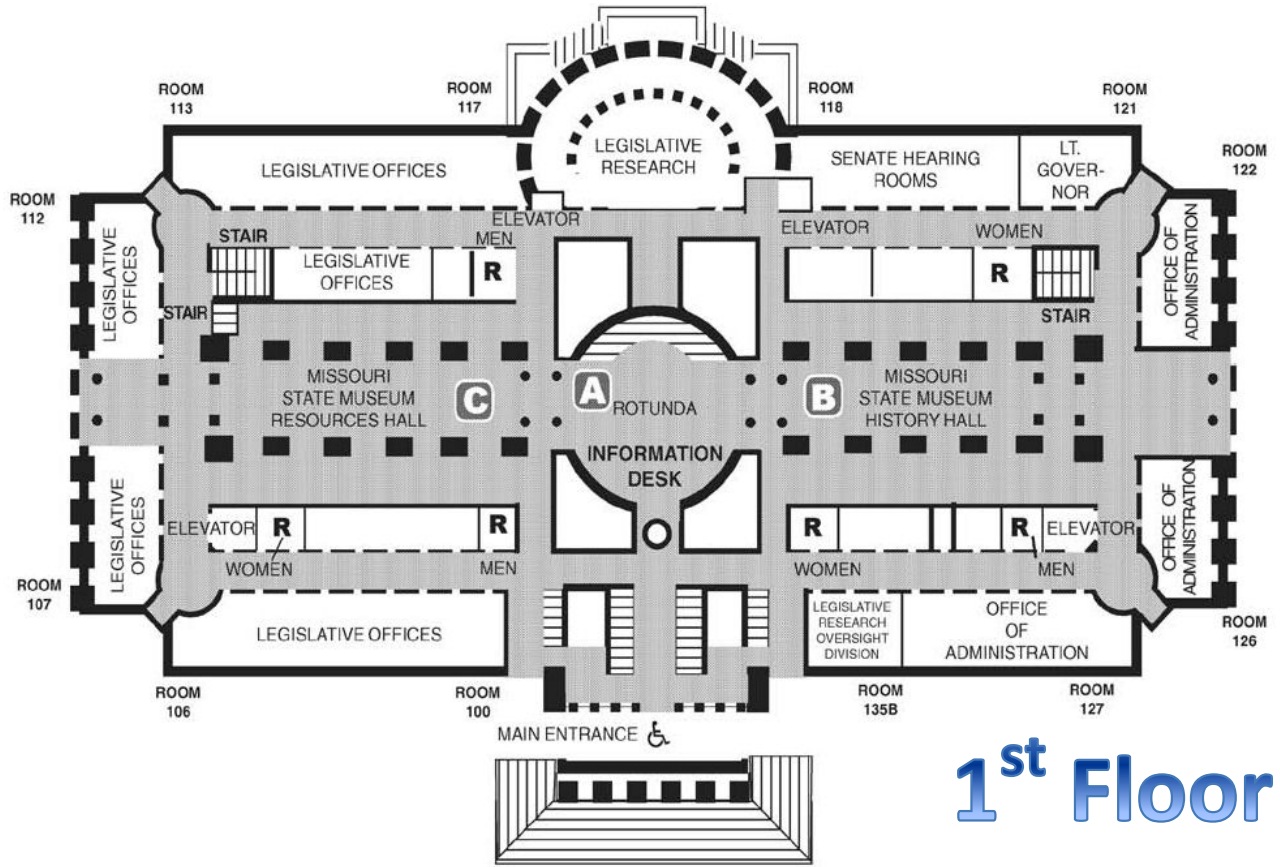 ROOM
113
ROOM
117
ROOM
118
ROOM
121
ROOM
112
ROOM
122
LEGISLATIVE OFFICES
LEGISLATIVE
RESEARCH
SENATE HEARING
ROOMS
LT.
GOVER-
NOR
LEGISLATIVE
OFFICES
ELEVATOR
MEN
ELEVATOR
WOMEN
OFFICE OF
ADMINISTRATION
STAIR
LEGISLATIVE
OFFICES
R
R
STAIR
STAIR
MISSOURI
STATE MUSEUM
RESOURCES HALL
C
A
ROTUNDA
B
MISSOURI
STATE MUSEUM
HISTORY HALL
INFORMATION
DESK
LEGISLATIVE
OFFICES
ELEVATOR
R
R
R
R
ELEVATOR
OFFICE OF
ADMINISTRATION
WOMEN
MEN
WOMEN
MEN
ROOM
107
LEGISLATIVE OFFICES
LEGISLATIVE
RESEARCH
OVERSIGHT
DIVISION
OFFICE
OF
ADMINISTRATION
ROOM
126
ROOM
106
ROOM
100
ROOM
135B
ROOM
127
MAIN ENTRANCE
1st Floor